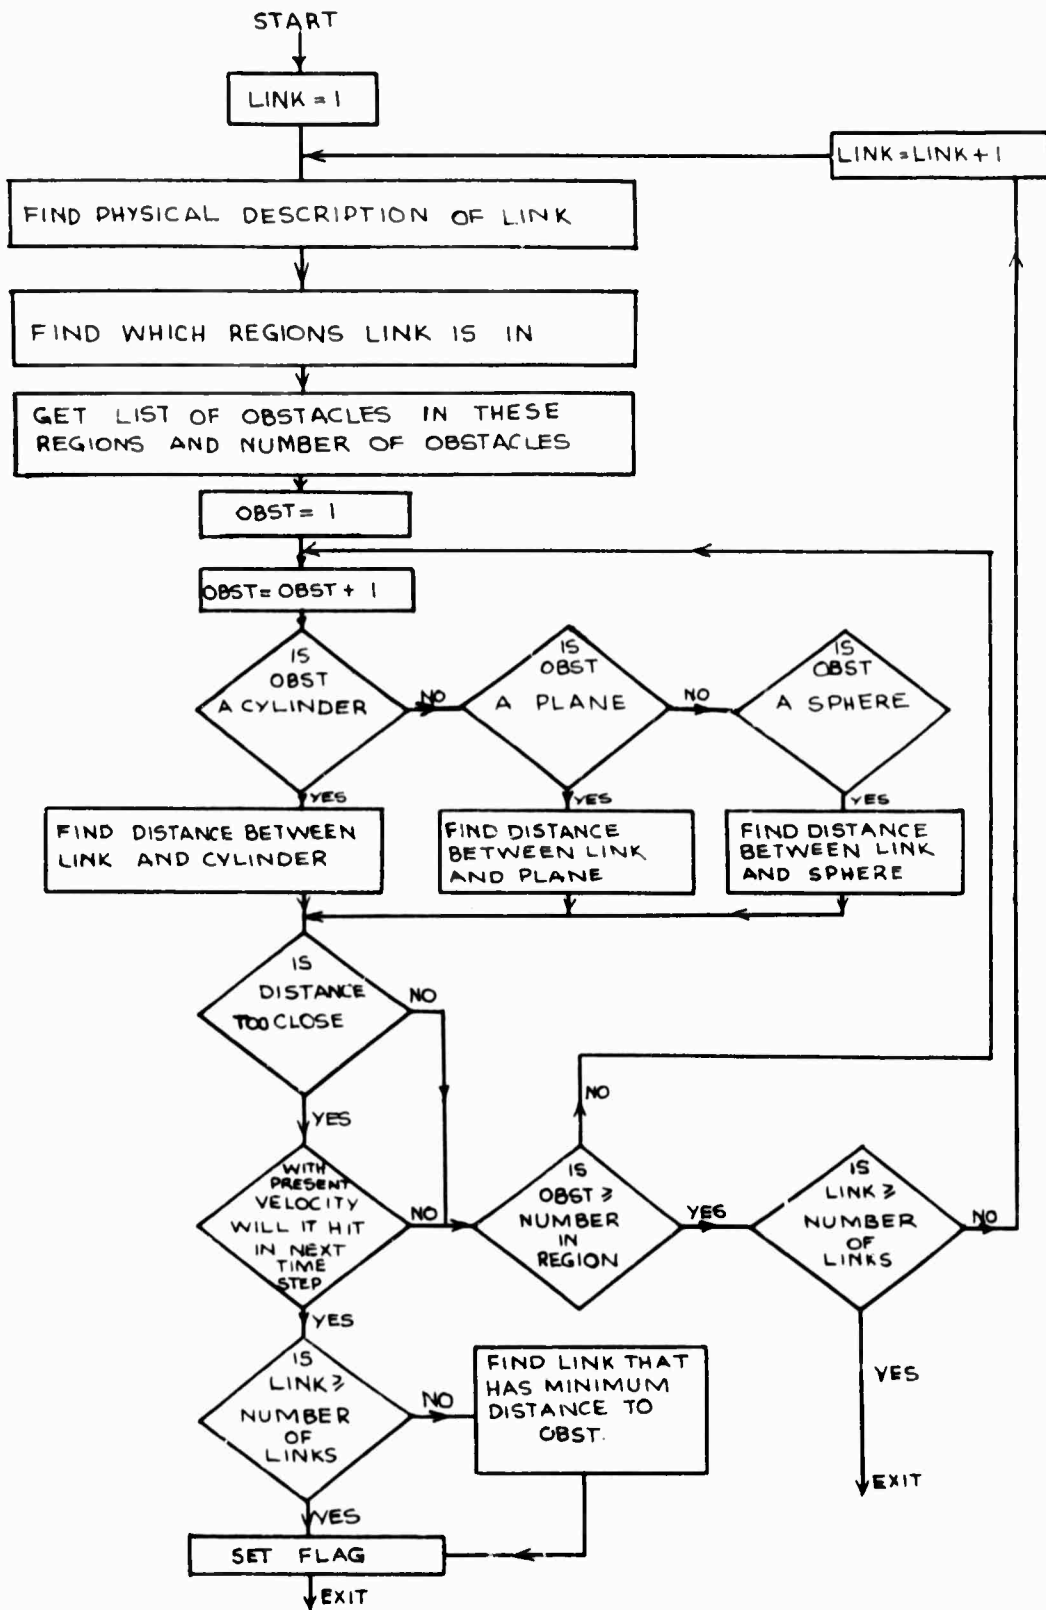 START
LINK = 1
LINK = LINK + 1
FIND PHYSICAL DESCRIPTION OF LINK
FIND WHICH REGIONS LINK IS IN
GET LIST OF OBSTACLES IN THESE
REGIONS AND NUMBER OF OBSTACLES
OBST = 1
OBST = OBST + 1
IS
OBST
A CYLINDER
NO
IS
OBST
A PLANE
NO
IS
OBST
A SPHERE
YES
YES
YES
FIND DISTANCE BETWEEN
LINK AND CYLINDER
FIND DISTANCE
BETWEEN LINK
AND PLANE
FIND DISTANCE
BETWEEN LINK
AND SPHERE
IS
DISTANCE
TOO CLOSE
NO
YES
NO
WITH
PRESENT
VELOCITY
WILL IT HIT
IN NEXT
TIME
STEP
NO
IS
OBST ≥
NUMBER
IN
REGION
YES
IS
LINK ≥
NUMBER
OF
LINKS
NO
YES
YES
EXIT
IS
LINK ≥
NUMBER
OF
LINKS
NO
FIND LINK THAT
HAS MINIMUM
DISTANCE TO
OBST.
YES
SET FLAG
EXIT